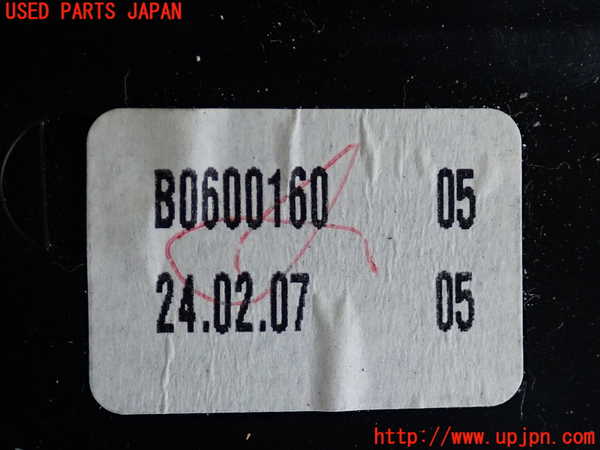 USED PARTS JAPAN
B0600160 05
24.02.07 05
http://www.upjpn.com